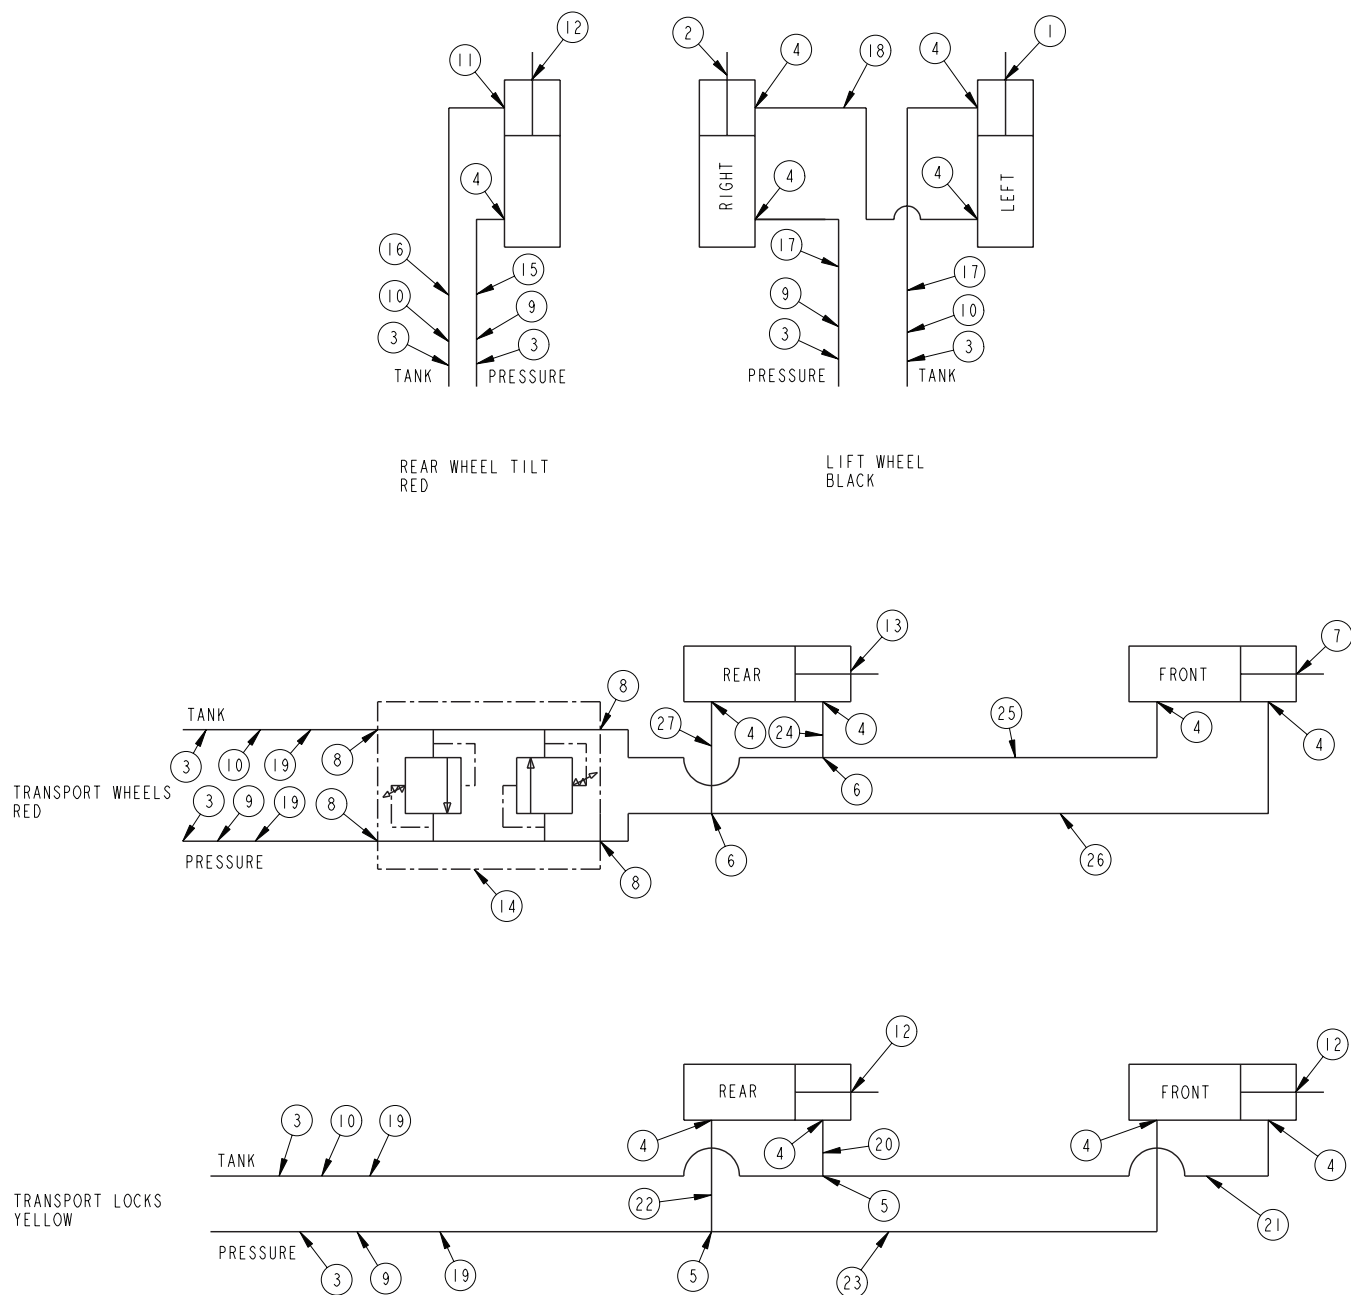 12
2
4
18
4
1
11
4
4
4
RIGHT
LEFT
16
15
17
17
10
9
9
10
3
3
3
3
TANK
PRESSURE
PRESSURE
TANK
REAR WHEEL TILT
RED
LIFT WHEEL
BLACK
13
7
REAR
FRONT
8
TANK
27
4
24
4
25
4
4
3
10
19
8
6
TRANSPORT WHEELS
RED
3
9
19
8
PRESSURE
6
26
8
14
12
12
REAR
FRONT
3
10
19
4
4
20
4
4
TANK
TRANSPORT LOCKS
YELLOW
22
5
21
PRESSURE
3
9
19
5
23